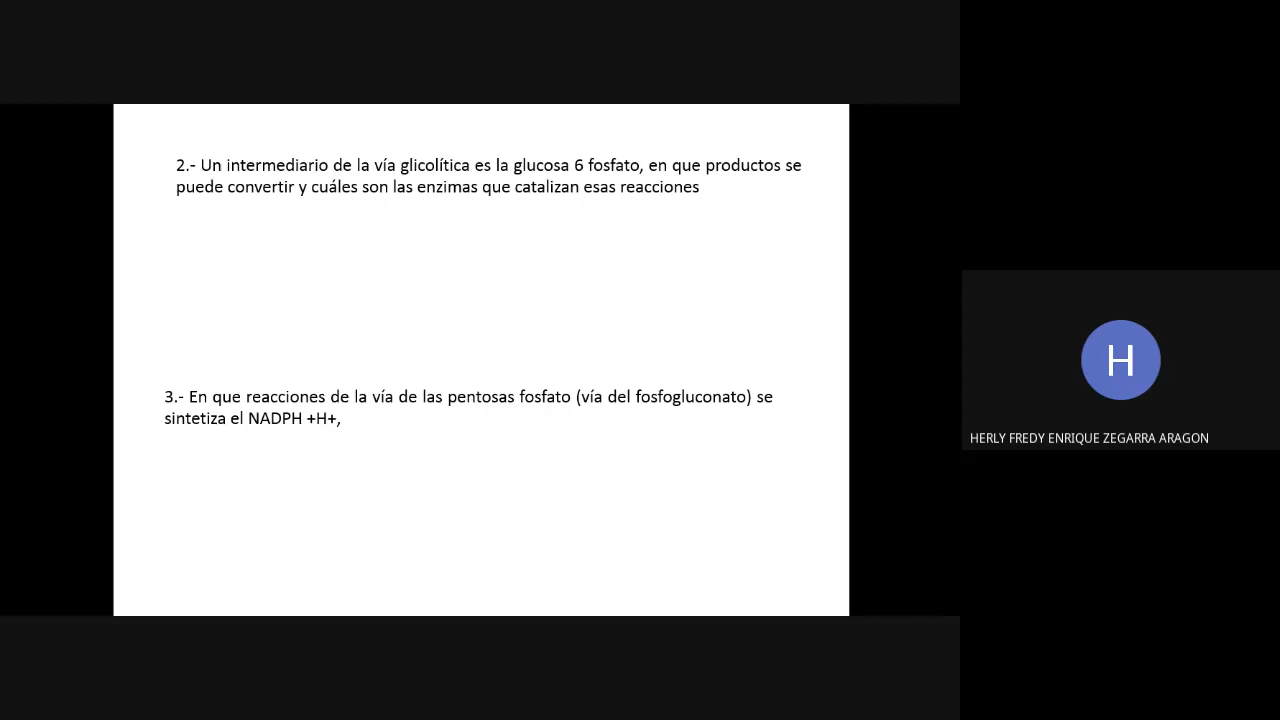 2.- Un intermediario de la vía glicolítica es la glucosa 6 fosfato, en que productos se
puede convertir y cuáles son las enzimas que catalizan esas reacciones
3.- En que reacciones de la vía de las pentosas fosfato (vía del fosfogluconato) se
sintetiza el NADPH +H+,
H
HERLY FREDY ENRIQUE ZEGARRA ARAGON